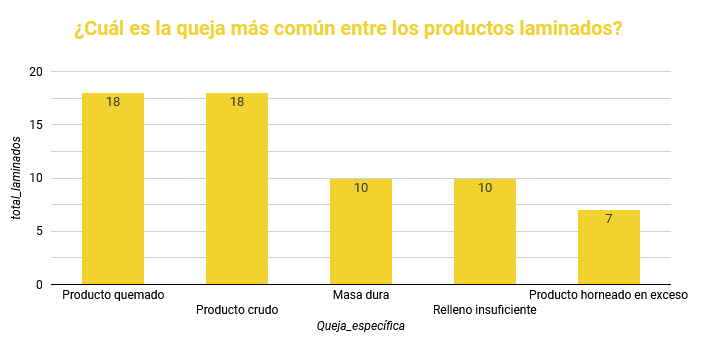 ¿Cuál es la queja más común entre los productos laminados?
total_laminados
20
15
10
5
0
18
18
10
10
7
Producto quemado
Producto crudo
Masa dura
Relleno insuficiente
Producto horneado en exceso
Queja_específica